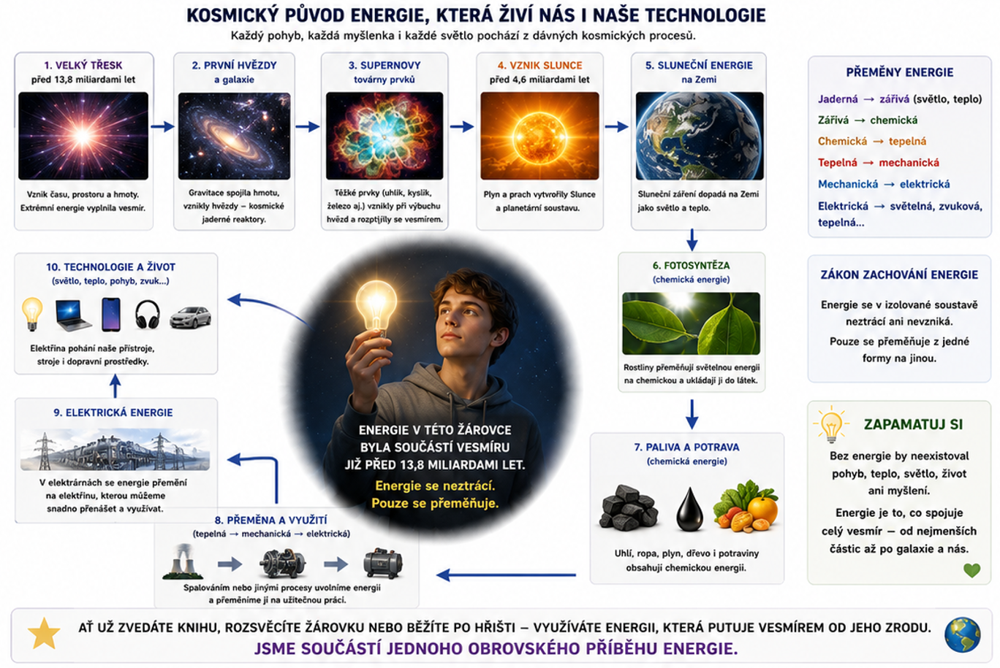 KOSMICKÝ PŮVOD ENERGIE, KTERÁ ŽIVÍ NÁS I NAŠE TECHNOLOGIE
Každý pohyb, každá myšlenka i každé světlo pochází z dávných kosmických procesů.
1. VELKÝ TŘESK
před 13,8 miliardami let
Vznik času, prostoru a hmoty.
Extrémní energie vyplnila vesmír.
2. PRVNÍ HVĚZDY
a galaxie
Gravitace spojila hmotu,
vznikly hvězdy – kosmické
jaderné reaktory.
3. SUPERNOVY
továrny prvků
Těžké prvky (uhlík, kyslík,
železo aj.) vznikly při výbuchu
hvězd a rozptýlily se vesmírem.
4. VZNIK SLUNCE
před 4,6 miliardami let
Plyn a prach vytvořily Slunce
a planetární soustavu.
5. SLUNEČNÍ ENERGIE
na Zemi
Sluneční záření dopadá na Zemi
jako světlo a teplo.
6. FOTOSYNTÉZA
(chemická energie)
Rostliny přeměňují světelnou energii
na chemickou a ukládají ji do látek.
7. PALIVA A POTRAVA
(chemická energie)
Uhlí, ropa, plyn, dřevo i potraviny
obsahují chemickou energii.
8. PŘEMĚNA A VYUŽITÍ
(tepelná → mechanická → elektrická)
Spalováním nebo jinými procesy uvolníme energii
a přeměníme ji na užitečnou práci.
9. ELEKTRICKÁ ENERGIE
V elektrárnách se energie přemění
na elektřinu, kterou můžeme
snadno přenášet a využívat.
10. TECHNOLOGIE A ŽIVOT
(světlo, teplo, pohyb, zvuk...)
Elektřina pohání naše přístroje,
stroje i dopravní prostředky.
ENERGIE V TÉTO ŽÁROVCE
BYLA SOUČÁSTÍ VESMÍRU
JIŽ PŘED 13,8 MILIARDAMI LET.
Energie se neztrácí.
Pouze se přeměňuje.
PŘEMĚNY ENERGIE
Jaderná → zářivá (světlo, teplo)
Zářivá → chemická
Chemická → tepelná
Tepelná → mechanická
Mechanická → elektrická
Elektrická → světelná, zvuková,
tepelná...
ZÁKON ZACHOVÁNÍ ENERGIE
Energie se v izolované soustavě
neztrácí ani nevzniká.
Pouze se přeměňuje z jedné
formy na jinou.
ZAPAMATUJ SI
Bez energie by neexistoval
pohyb, teplo, světlo, život
ani myšlení.
Energie je to, co spojuje
celý vesmír – od nejmenších
částic až po galaxie a nás.
AŤ UŽ ZVEDÁTE KNIHU, ROZSVĚCÍTE ŽÁROVKU NEBO BĚŽÍTE PO HŘIŠTI – VYUŽÍVÁTE ENERGII, KTERÁ PUTUJE VESMÍREM OD JEHO ZRODU.
JSME SOUČÁSTÍ JEDNOHO OBROVSKÉHO PŘÍBĚHU ENERGIE.